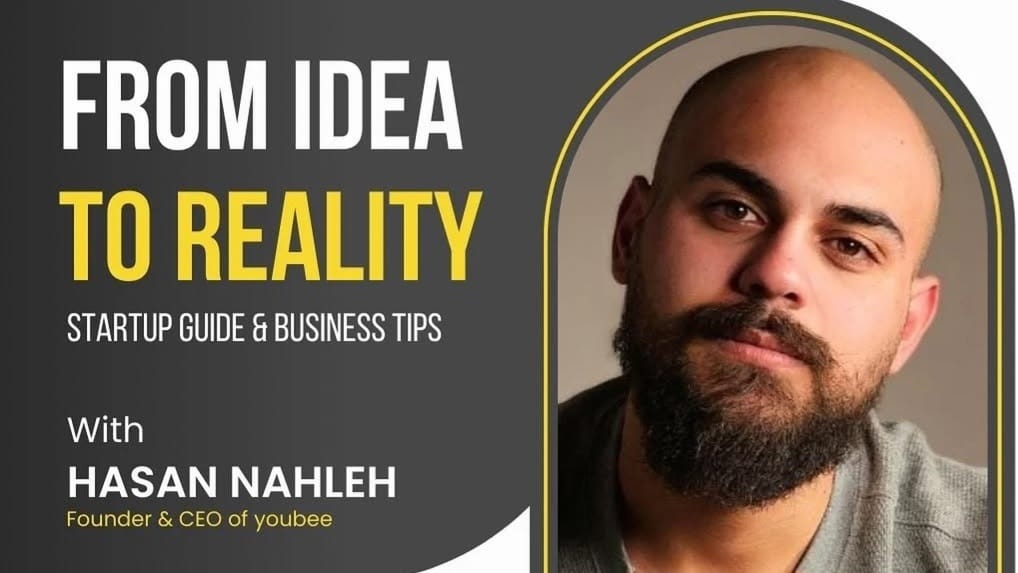 FROM IDEA
TO REALITY
STARTUP GUIDE & BUSINESS TIPS
With
HASAN NAHLEH
Founder & CEO of youbee